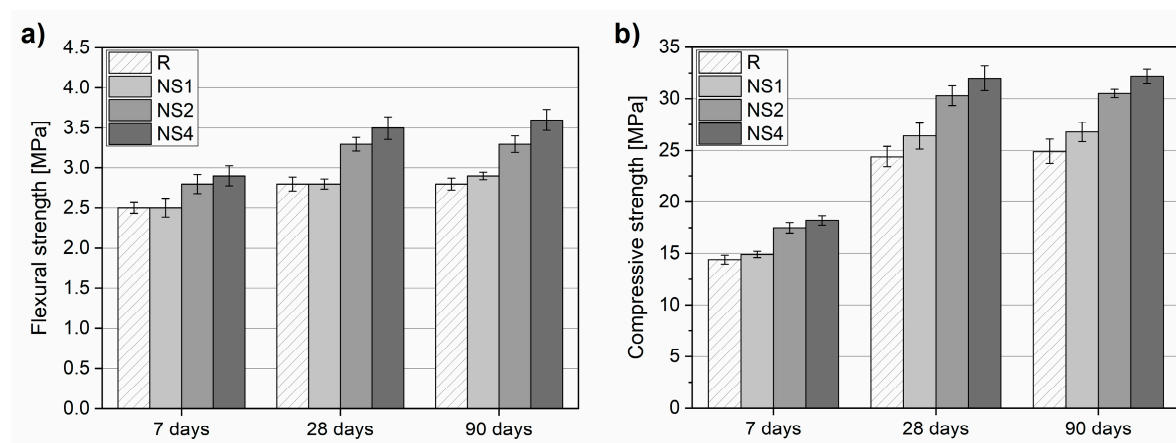 a)
Flexural strength [MPa]
4.5
4.0
3.5
3.0
2.5
2.0
1.5
1.0
0.5
0.0
R
NS1
NS2
NS4
7 days
28 days
90 days
b)
Compressive strength [MPa]
35
30
25
20
15
10
5
0
R
NS1
NS2
NS4
7 days
28 days
90 days